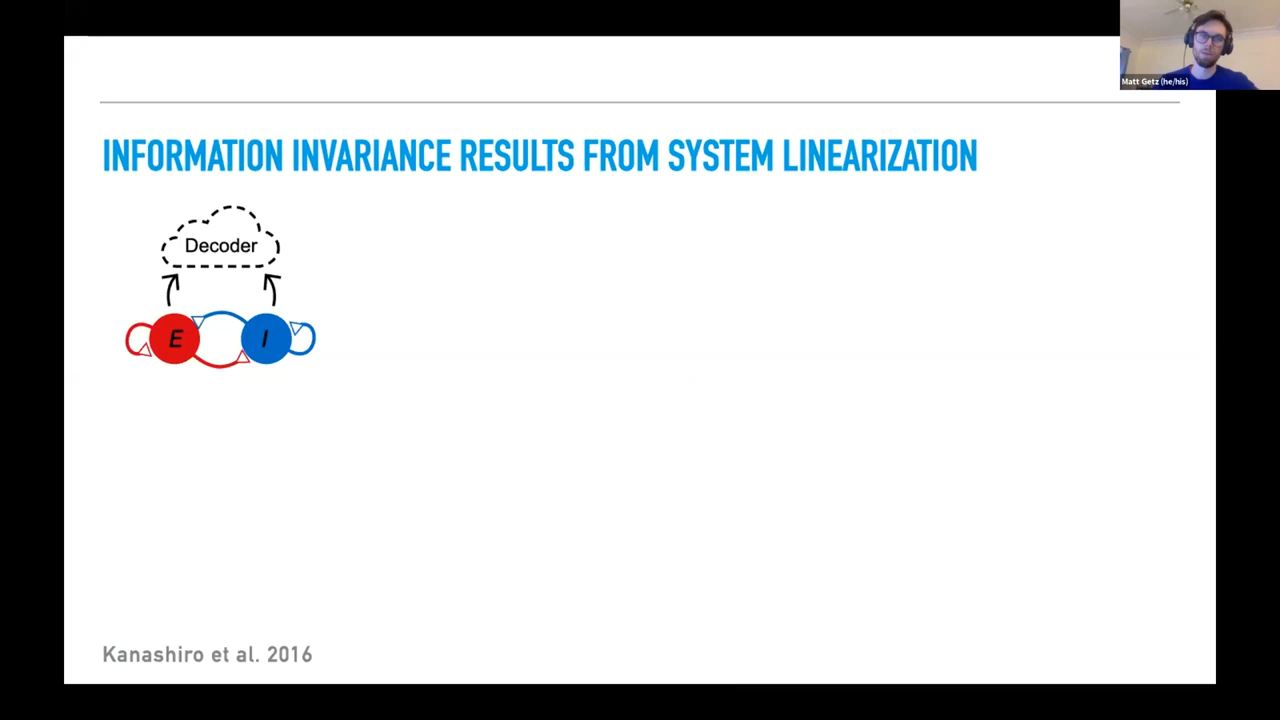 Matt Getz (he/his)
INFORMATION INVARIANCE RESULTS FROM SYSTEM LINEARIZATION
Decoder
E I
Kanashiro et al. 2016